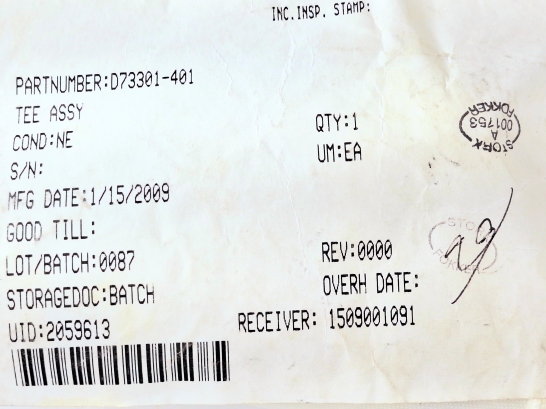 INC.INSP. STAMP:
PARTNUMBER:D73301-401
TEE ASSY
COND:NE
QTY:1
S/N:
UM:EA
MFG DATE:1/15/2009
GOOD TILL:
LOT/BATCH:0087
REV:0000
STORAGEDOC:BATCH
OVERH DATE:
UID:2059613
RECEIVER: 1509001091
FOKKER
001753
A
STORK